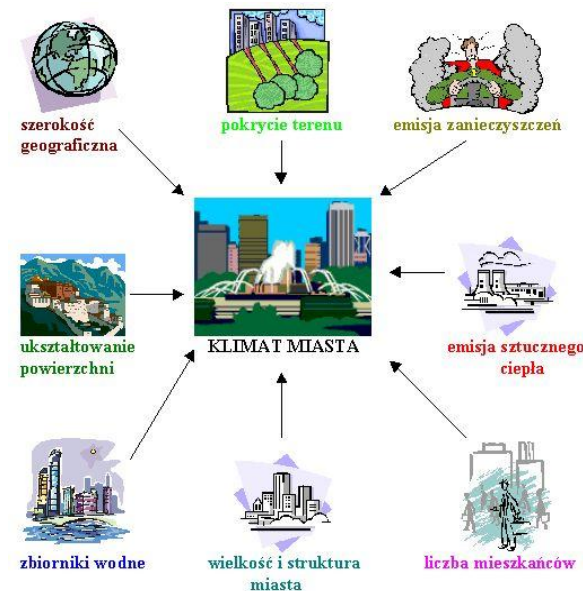 szerokość
geograficzna
pokrycie terenu
emisja zanieczyszczeń
ukształtowanie
powierzchni
KLIMAT MIASTA
emisja sztucznego
ciepła
zbiorniki wodne
wielkość i struktura
miasta
liczba mieszkańców